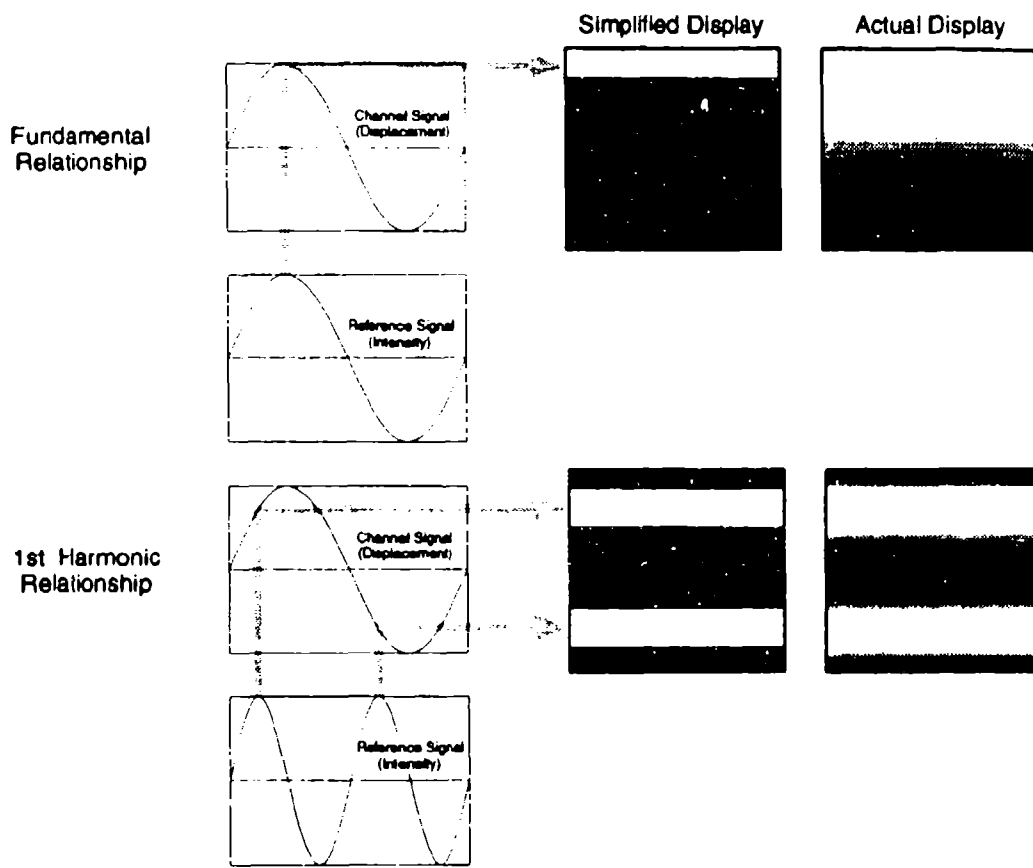 Simplified Display
Actual Display
Fundamental
Relationship
Channel Signal
(Displacement)
Reference Signal
(Intensity)
1st Harmonic
Relationship
Channel Signal
(Displacement)
Reference Signal
(Intensity)